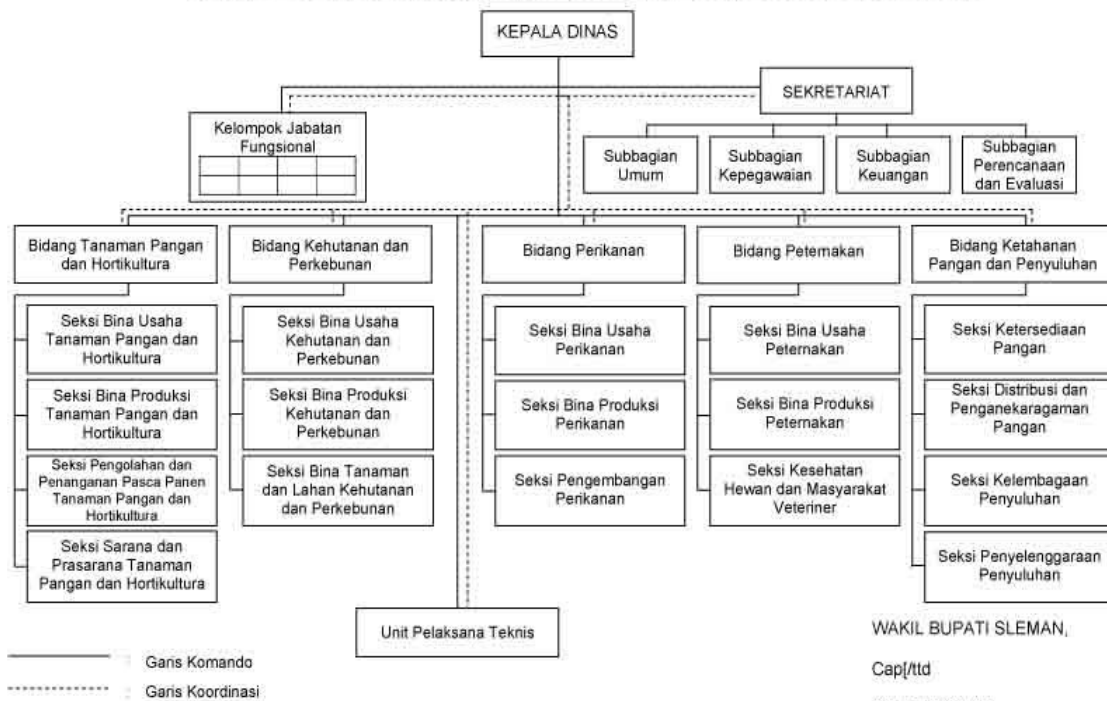 KEPALA DINAS
SEKRETARIAT
Kelompok Jabatan
Fungsional
Subbagian
Umum
Subbagian
Kepegawaian
Subbagian
Keuangan
Subbagian
Perencanaan
dan Evaluasi
Bidang Tanaman Pangan
dan Hortikultura
Bidang Kehutanan dan
Perkebunan
Bidang Perikanan
Bidang Peternakan
Bidang Ketahanan
Pangan dan Penyuluhan
Seksi Bina Usaha
Tanaman Pangan dan
Hortikultura
Seksi Bina Usaha
Kehutanan dan
Perkebunan
Seksi Bina Usaha
Perikanan
Seksi Bina Usaha
Peternakan
Seksi Ketersediaan
Pangan
Seksi Bina Produksi
Tanaman Pangan dan
Hortikultura
Seksi Bina Produksi
Kehutanan dan
Perkebunan
Seksi Bina Produksi
Perikanan
Seksi Bina Produksi
Peternakan
Seksi Distribusi dan
Penganekaragaman
Pangan
Seksi Pengolahan dan
Penanganan Pasca Panen
Tanaman Pangan dan
Hortikultura
Seksi Bina Tanaman
dan Lahan Kehutanan
dan Perkebunan
Seksi Pengembangan
Perikanan
Seksi Kesehatan
Hewan dan Masyarakat
Veteriner
Seksi Kelembagaan
Penyuluhan
Seksi Sarana dan
Prasarana Tanaman
Pangan dan Hortikultura
Seksi Penyelenggaraan
Penyuluhan
Unit Pelaksana Teknis
WAKIL BUPATI SLEMAN,
Cap[/ttd
: Garis Komando
: Garis Koordinasi